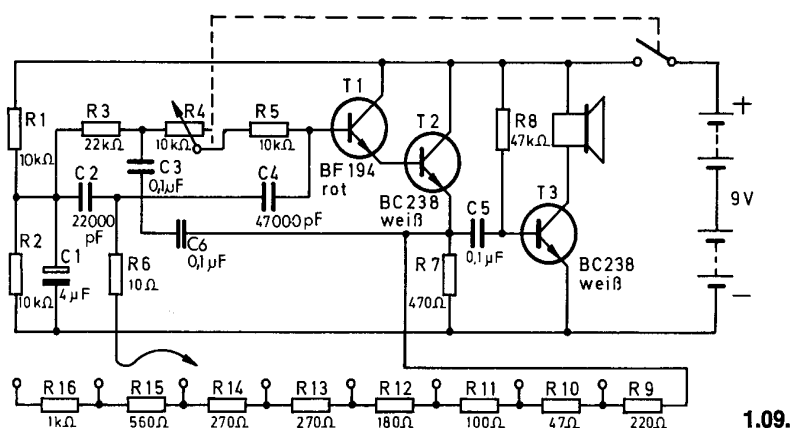 T1
T2
R1
10kΩ
R3
22kΩ
R4
10kΩ
R5
10kΩ
R8
47kΩ
+
BF 194
rot
C3
0,1µF
C2
22000
pF
C4
47000pF
BC238
weiß
T3
9V
R2
10kΩ
C1
4µF
R6
10Ω
C6
0,1µF
R7
470Ω
C5
0,1µF
BC238
weiß
−
R16
1kΩ
R15
560Ω
R14
270Ω
R13
270Ω
R12
180Ω
R11
100Ω
R10
47Ω
R9
220Ω
1.09.